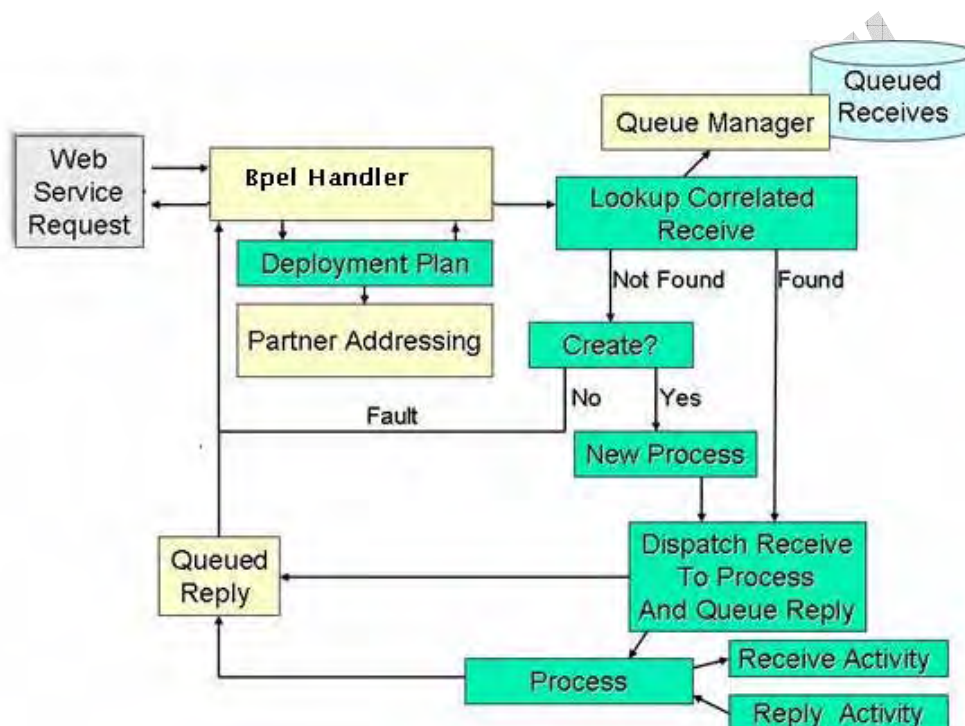 Queued
Receives
Queue Manager
Web
Service
Request
Bpel Handler
Lookup Correlated
Receive
Deployment Plan
Not Found
Found
Partner Addressing
Create?
No
Yes
Fault
New Process
Queued
Reply
Dispatch Receive
To Process
And Queue Reply
Receive Activity
Process
Reply Activity